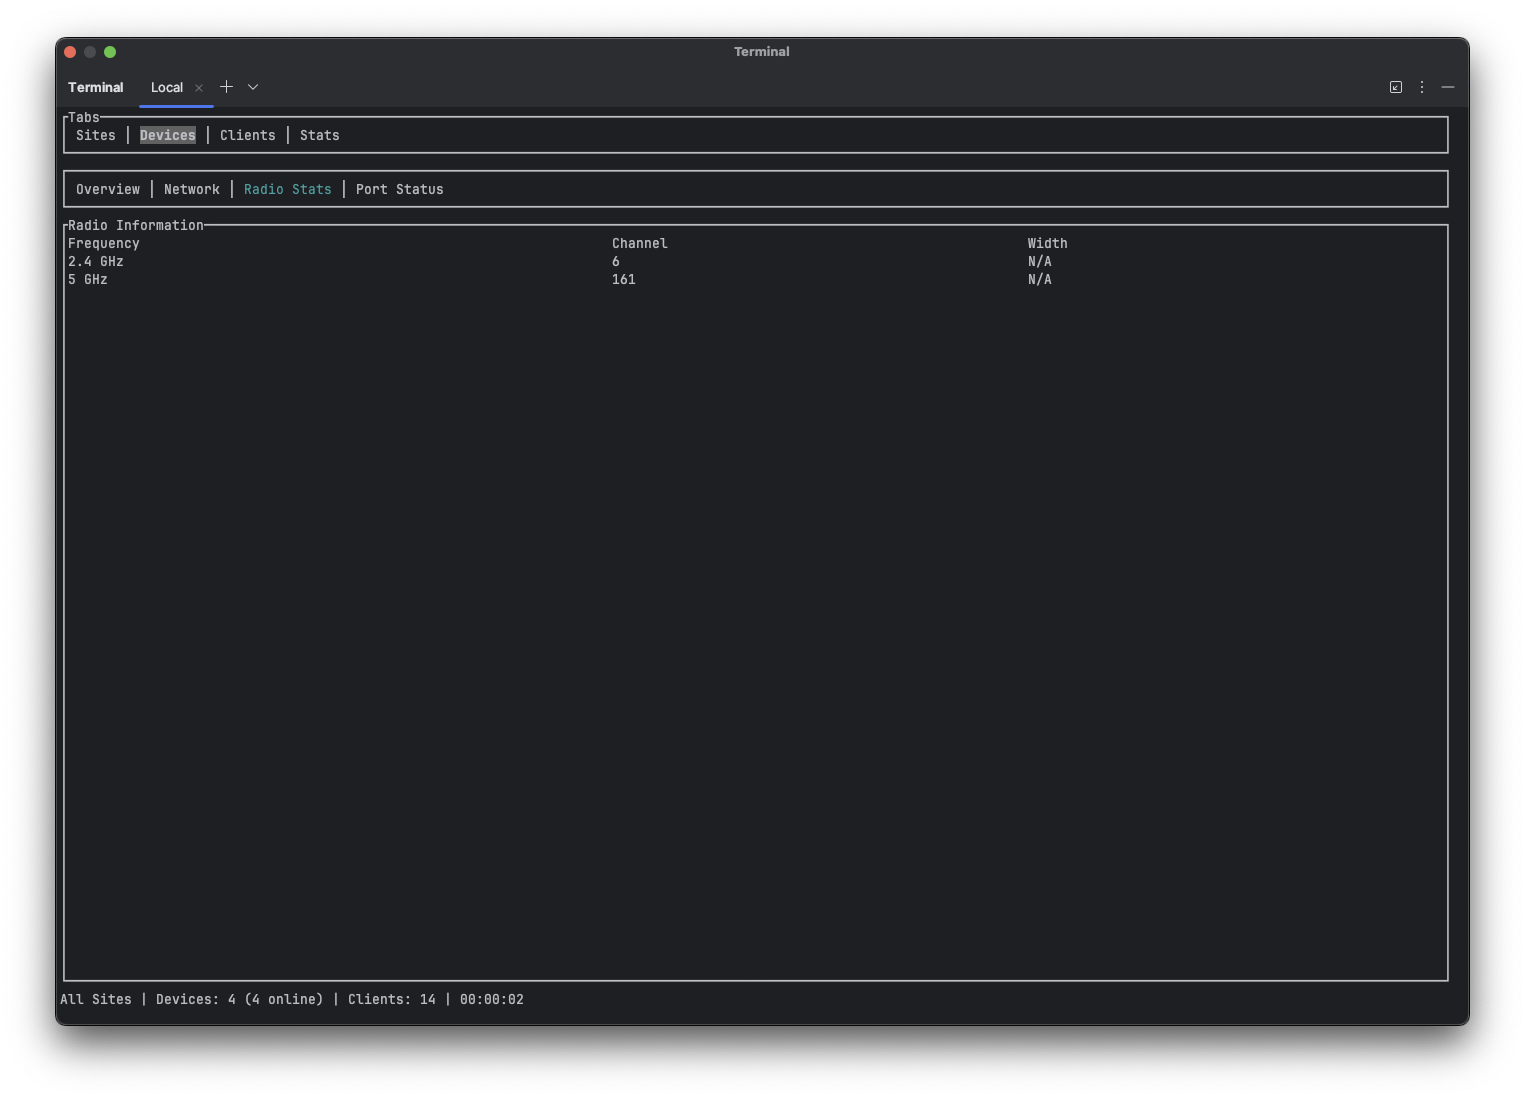 Terminal
Terminal Local
Tabs
Sites │ Devices │ Clients │ Stats
Overview │ Network │ Radio Stats │ Port Status
Radio Information
Frequency Channel Width
2.4 GHz 6 N/A
5 GHz 161 N/A
All Sites | Devices: 4 (4 online) | Clients: 14 | 00:00:02